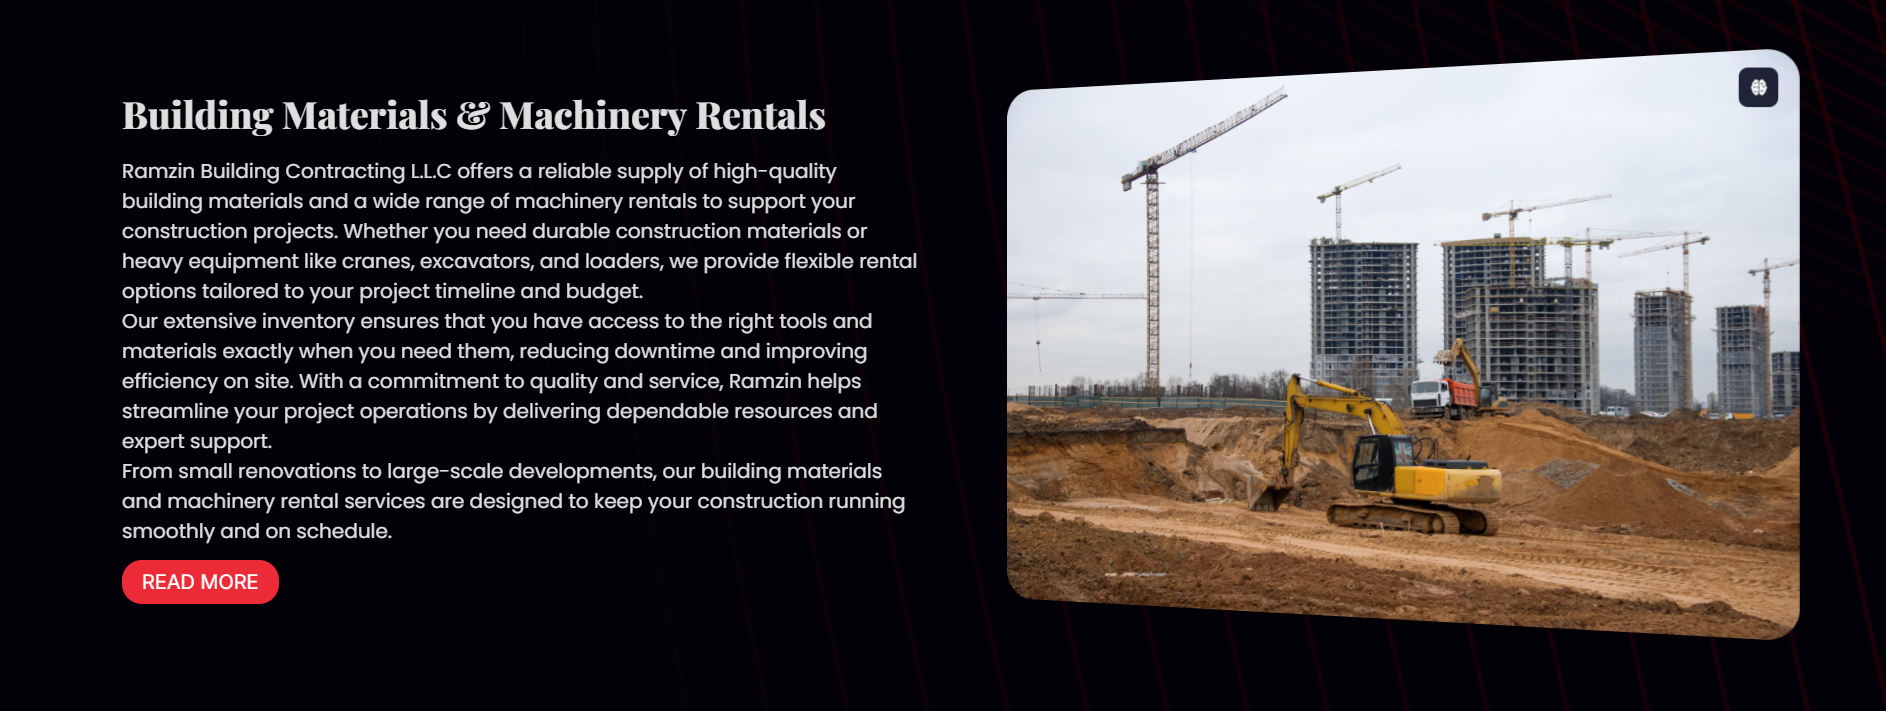 Building Materials & Machinery Rentals
Ramzin Building Contracting L.L.C offers a reliable supply of high-quality
building materials and a wide range of machinery rentals to support your
construction projects. Whether you need durable construction materials or
heavy equipment like cranes, excavators, and loaders, we provide flexible rental
options tailored to your project timeline and budget.
Our extensive inventory ensures that you have access to the right tools and
materials exactly when you need them, reducing downtime and improving
efficiency on site. With a commitment to quality and service, Ramzin helps
streamline your project operations by delivering dependable resources and
expert support.
From small renovations to large-scale developments, our building materials
and machinery rental services are designed to keep your construction running
smoothly and on schedule.
READ MORE